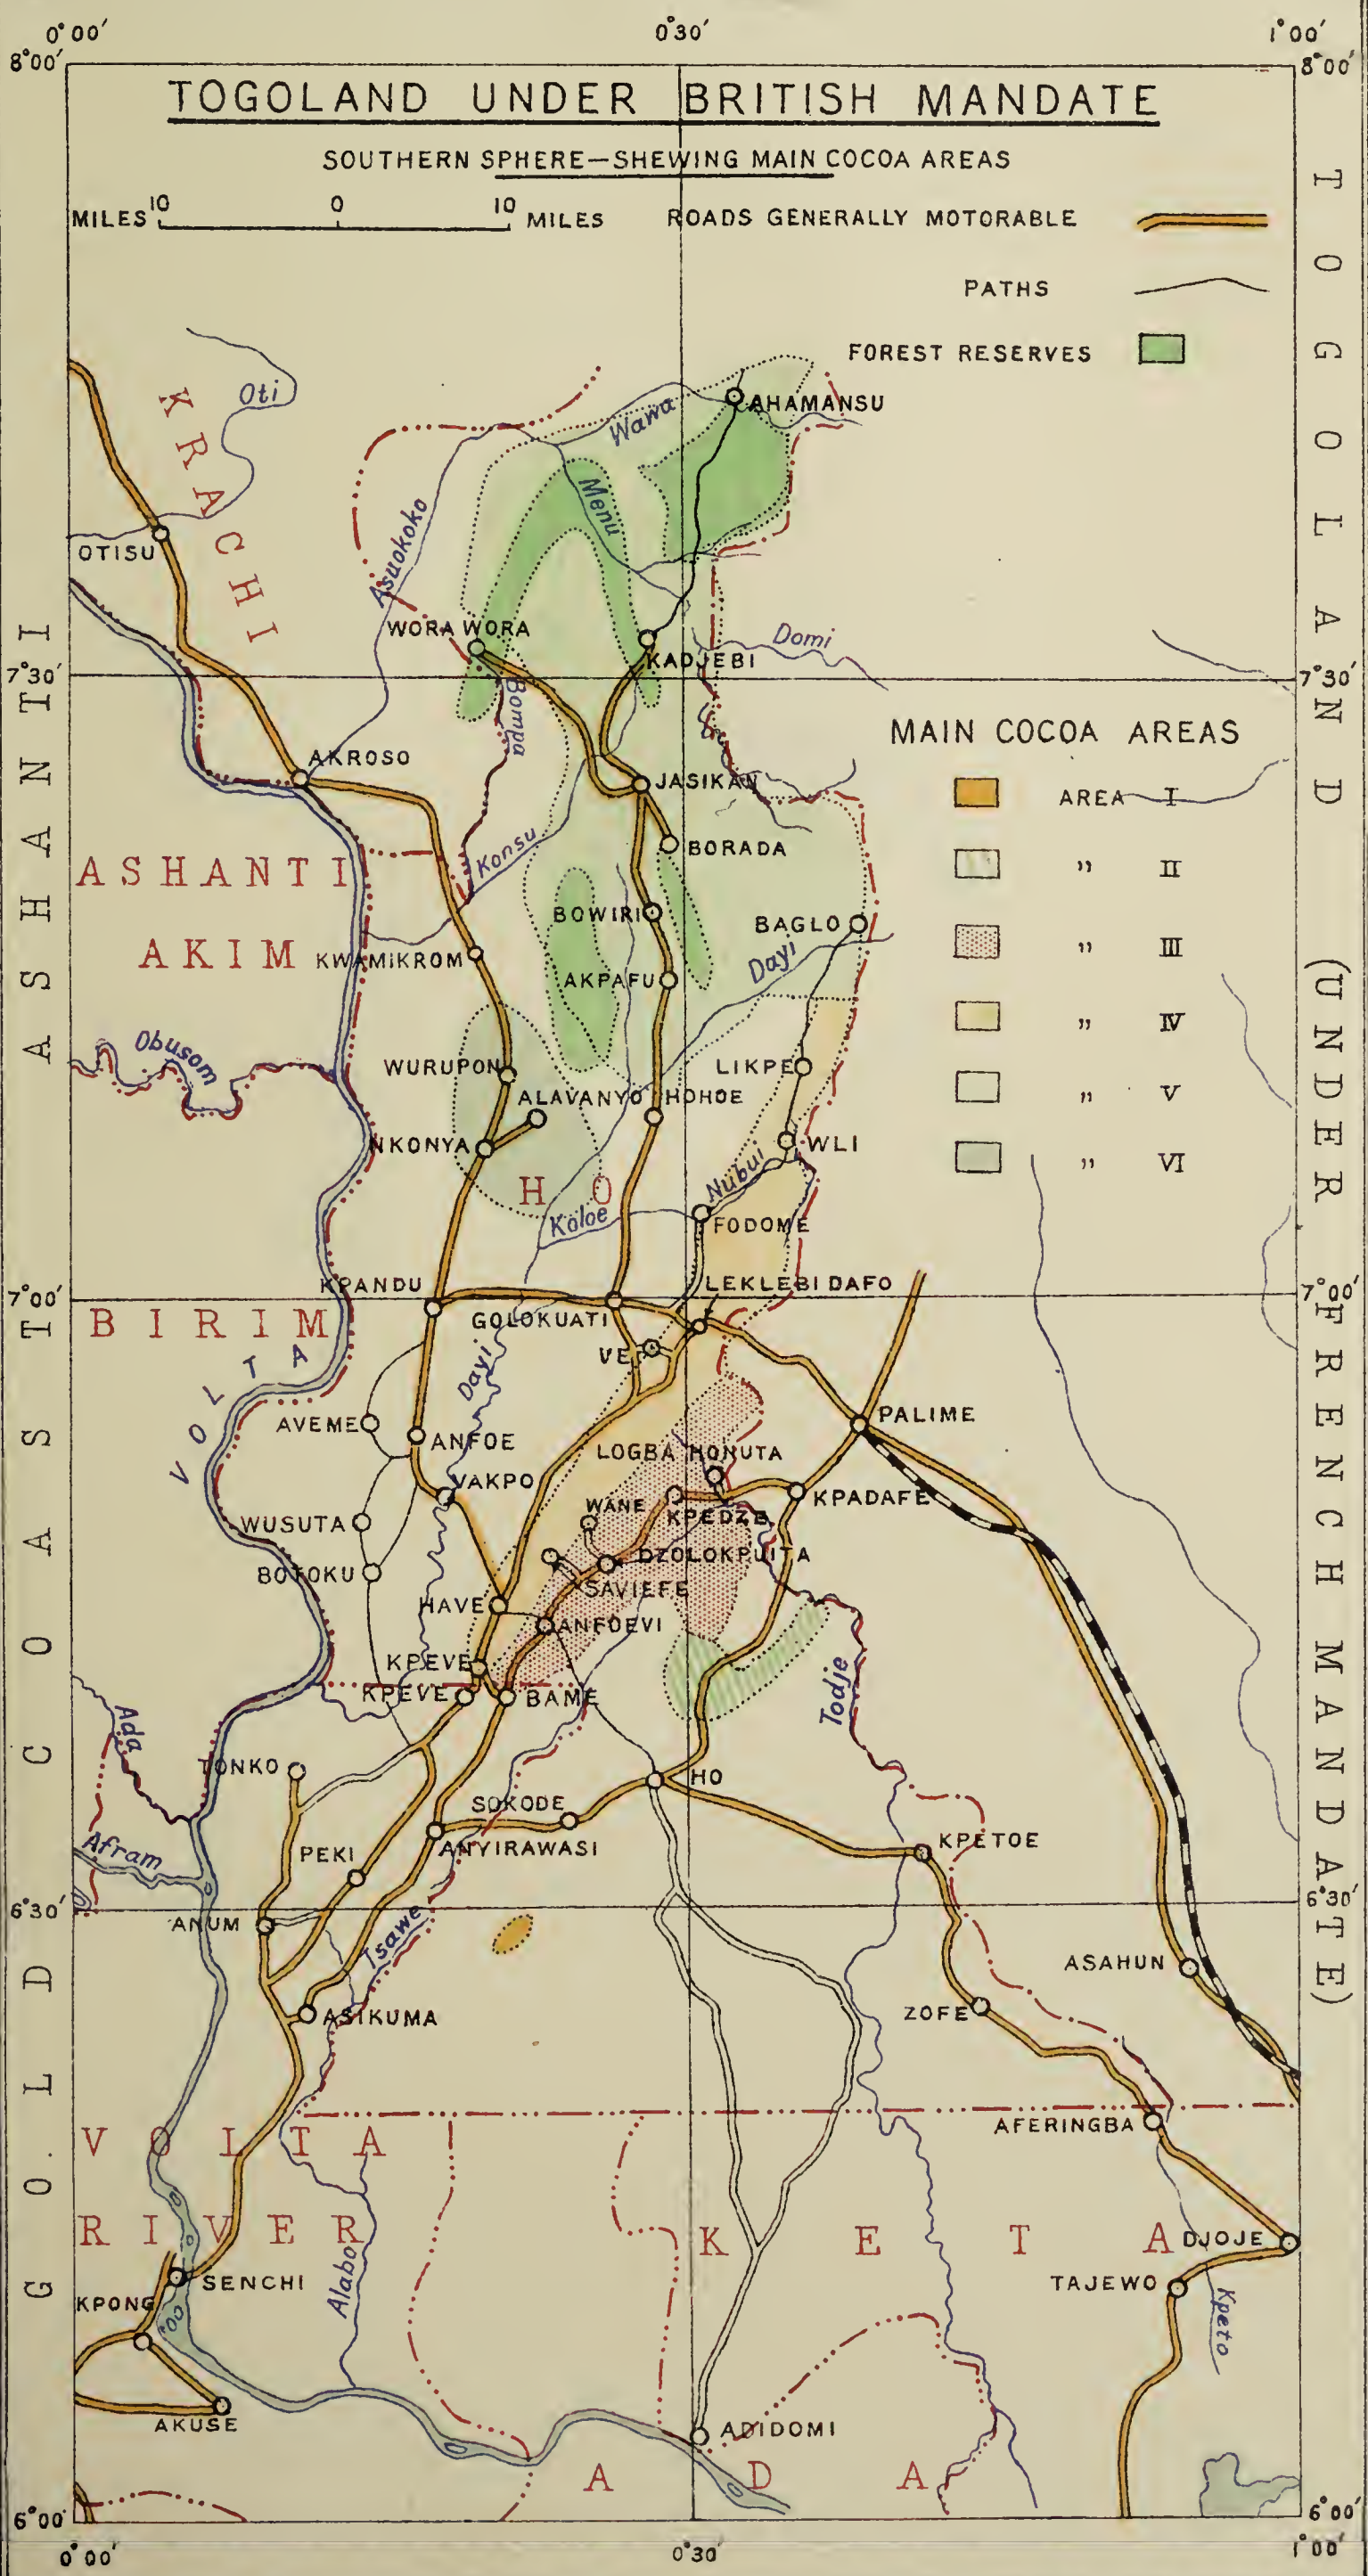 0°00′ 0°30′ 1°00′
8°00′ 8°00′
TOGOLAND UNDER BRITISH MANDATE
SOUTHERN SPHERE—SHEWING MAIN COCOA AREAS
MILES 10 0 10 MILES
ROADS GENERALLY MOTORABLE
PATHS
FOREST RESERVES
KRACHI
Oti
Wawa
AHAMANSU
Menu
Asuokoko
OTISU
WORA WORA
KADJEBI
Domi
7°30′ 7°30′
Bompa
MAIN COCOA AREAS
AREA I
" II
" III
" IV
" V
" VI
AKROSO
JASIKAN
BORADA
Konsu
ASHANTI
AKIM
BOWIRI
BAGLO
KWAMIKROM
AKPAFU
Dayi
Obusom
WURUPON
LIKPE
ALAVANYO
HOHOE
NKONYA
WLI
HO
Nubui
Koloe
FODOME
KPANDU
LEKLEBI DAFO
7°00′ 7°00′
BIRIM
GOLOKUATI
VE
VOLTA
Dayi
AVEME
ANFOE
PALIME
LOGBA HONUTA
VAKPO
KPADAFE
WANE
KPEDZE
WUSUTA
DZOLOKPUITA
BOTOKU
SAVIEFE
HAVE
ANFOEVI
KPEVE
KPEVE
BAME
Todje
Ada
TONKO
HO
SOKODE
Afram
PEKI
ANYIRAWASI
KPETOE
6°30′ 6°30′
ANUM
Tsawe
ASAHUN
ASIKUMA
ZOFE
AFERINGBA
VOLTA
RIVER
KETA
DJOJE
SENCHI
Alabo
TAJEWO
KPONG
Kpeto
AKUSE
ADIDOMI
ADA
6°00′ 6°00′
0°00′ 0°30′ 1°00′
GOLD COAST ASHANTI
TOGOLAND (UNDER FRENCH MANDATE)